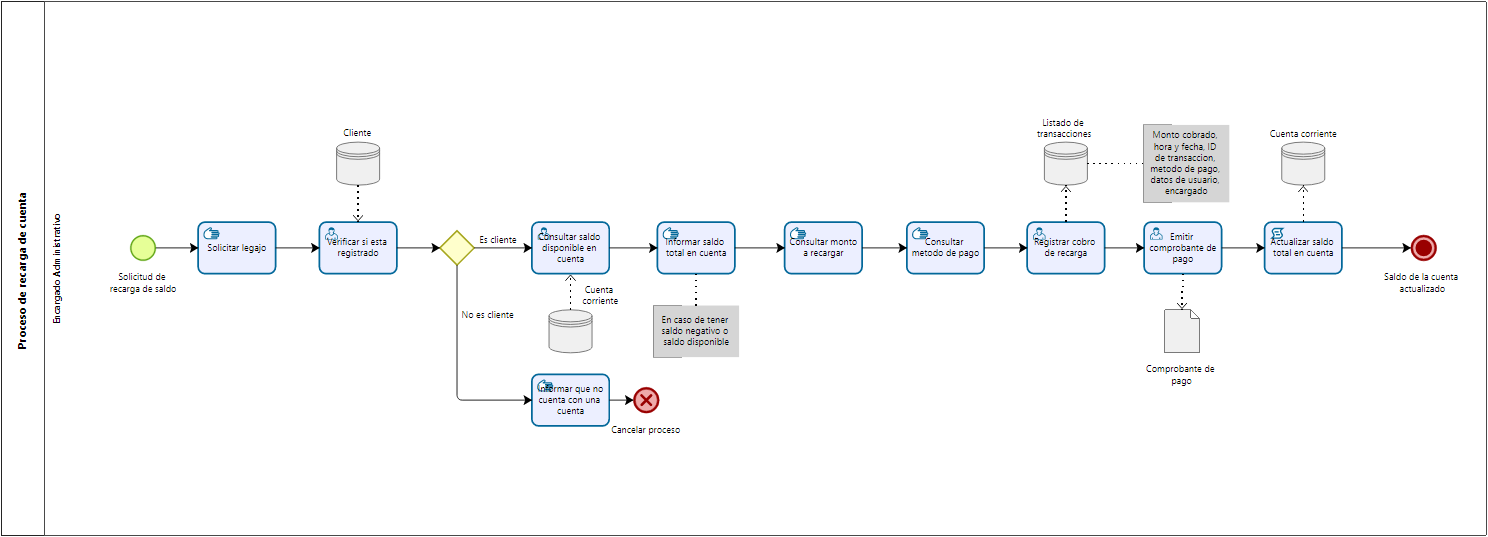 Proceso de recarga de cuenta
Encargado Administrativo
Solicitud de
recarga de saldo
Solicitar legajo
Cliente
Verificar si esta
registrado
Es cliente
No es cliente
Consultar saldo
disponible en
cuenta
Cuenta
corriente
Informar que no
cuenta con una
cuenta
Cancelar proceso
Informar saldo
total en cuenta
En caso de tener
saldo negativo o
saldo disponible
Consultar monto
a recargar
Consultar
metodo de pago
Listado de
transacciones
Monto cobrado,
hora y fecha, ID
de transaccion,
metodo de pago,
datos de usuario,
encargado
Registrar cobro
de recarga
Emitir
comprobante de
pago
Comprobante de
pago
Cuenta corriente
Actualizar saldo
total en cuenta
Saldo de la cuenta
actualizado